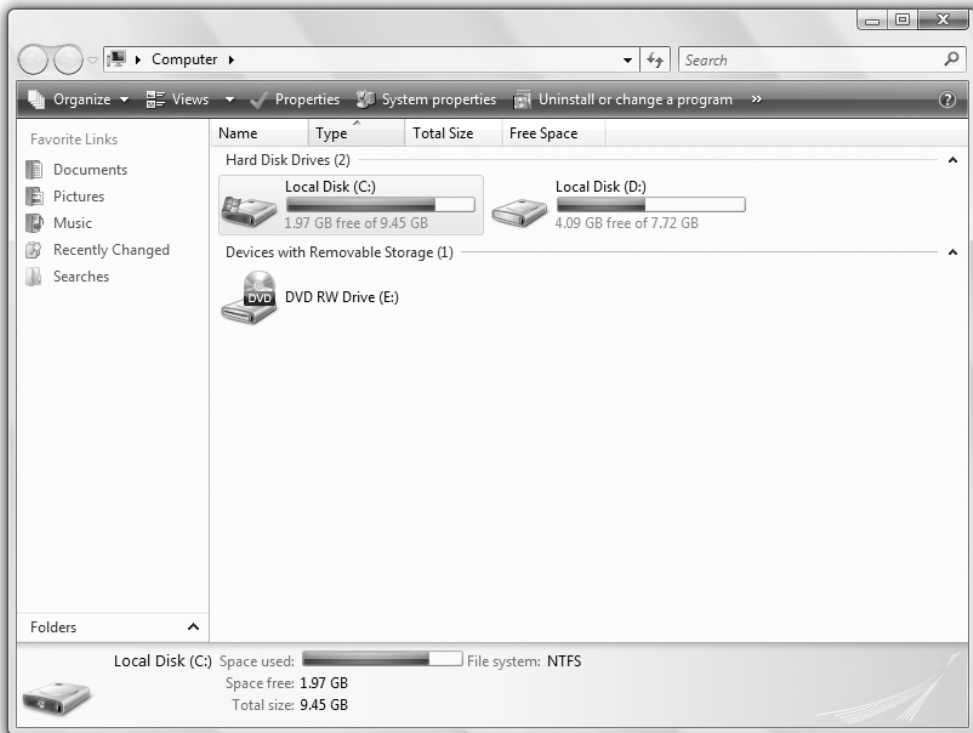 Computer
Search
Organize Views Properties System properties Uninstall or change a program »
Favorite Links
Documents
Pictures
Music
Recently Changed
Searches
Folders
Name Type Total Size Free Space
Hard Disk Drives (2)
Local Disk (C:)
1.97 GB free of 9.45 GB
Local Disk (D:)
4.09 GB free of 7.72 GB
Devices with Removable Storage (1)
DVD
DVD RW Drive (E:)
Local Disk (C:) Space used: File system: NTFS
Space free: 1.97 GB
Total size: 9.45 GB